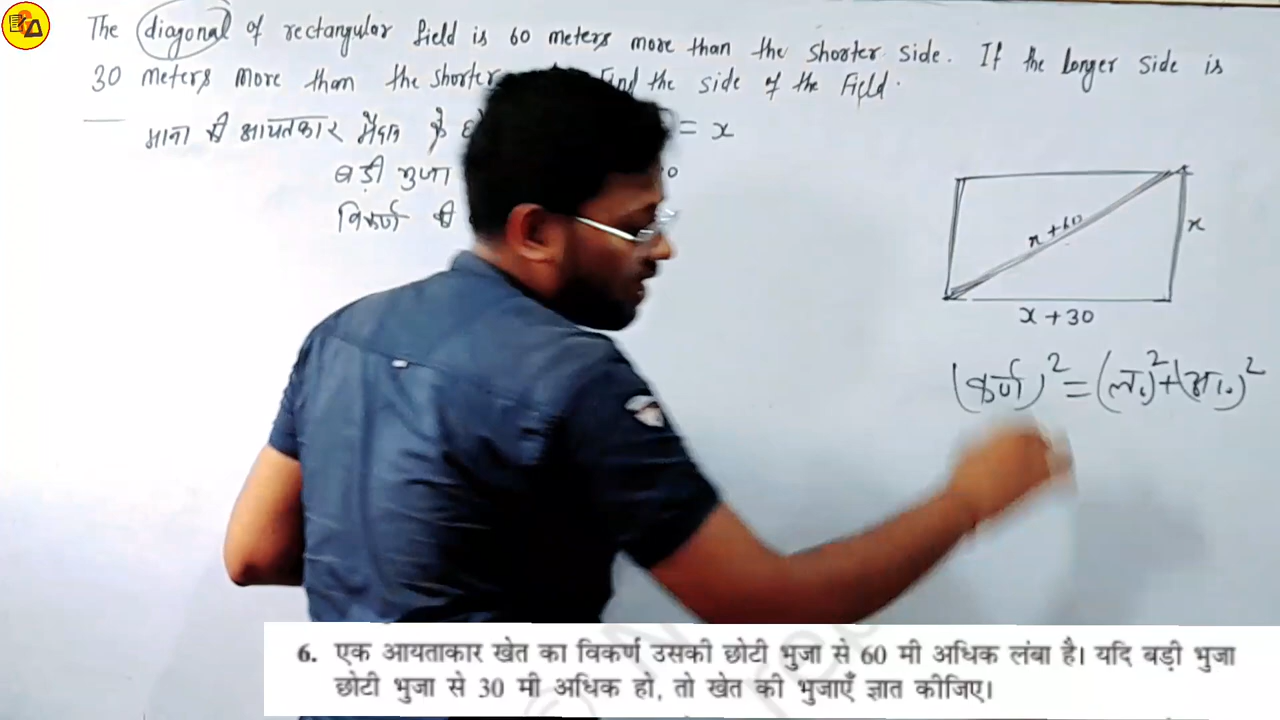 The diagonal of rectangular field is 60 meters more than the shorter side. If the longer side is
30 meters more than the shorter find the side of the field.
माना की आयतकार मैदान के = x
बड़ी भुजा
विकर्ण की
x+60
x
x + 30
(कर्ण)² = (ल०)² + (आ०)²
6. एक आयताकार खेत का विकर्ण उसकी छोटी भुजा से 60 मी अधिक लंबा है। यदि बड़ी भुजा
छोटी भुजा से 30 मी अधिक हो, तो खेत की भुजाएँ ज्ञात कीजिए।